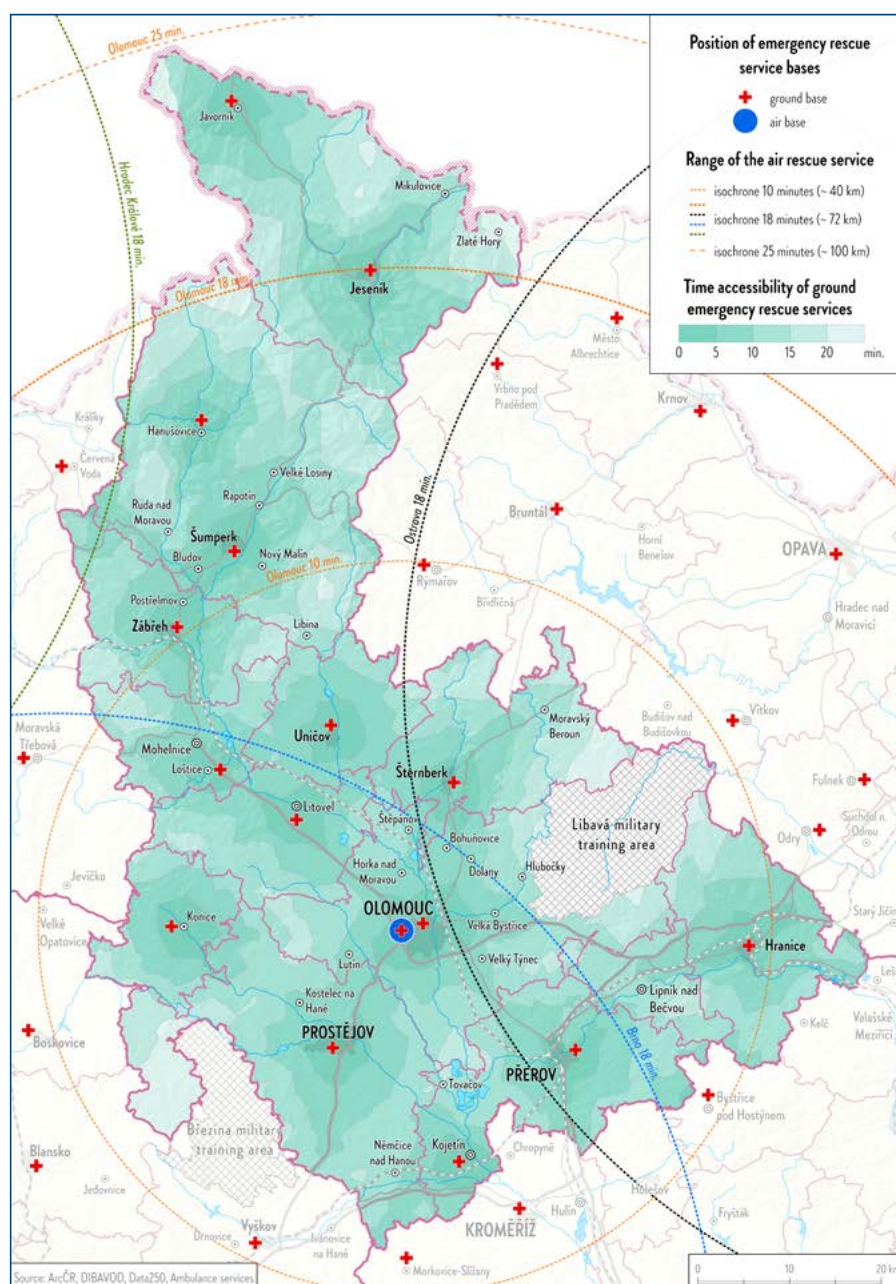 Olomouc 25 min.
Position of emergency rescue
service bases
ground base
air base
Range of the air rescue service
isochrone 10 minutes (~ 40 km)
isochrone 18 minutes (~ 72 km)
isochrone 25 minutes (~ 100 km)
Time accessibility of ground
emergency rescue services
0 5 10 15 20 min.
Javorník
Hradec Králové 18 min.
Mikulovice
Zlaté Hory
Jeseník
Olomouc 18 min.
Město
Albrechtice
Vrbno pod
Pradědem
Krnov
Králíky
Hanušovice
Červená
Voda
Velké Losiny
Rapotín
Ruda nad
Moravou
Ostrava 18 min.
Bruntál
Šumperk
Horní
Benešov
OPAVA
Bludov
Nový Malin
Olomouc 10 min.
Rýmařov
Břidličná
Postřelmov
Hradec nad
Moravicí
Zábřeh
Libina
Moravská
Třebová
Uničov
Moravský
Beroun
Budišov nad
Budišovkou
Vítkov
Mohelnice
Loštice
Šternberk
Fulnek
Litovel
Štěpánov
Libavá military
training area
Suchdol n.
Odrou
Odry
Bohuňovice
Dolany
Hlubočky
Horka nad
Moravou
Jevíčko
Velké
Opatovice
Konice
OLOMOUC
Velká Bystřice
Starý Jičín
Hranice
Lutín
Velký Týnec
Lipník nad
Bečvou
Kostelec na
Hané
Boskovice
PROSTĚJOV
Kelč
Valašské
Meziříčí
Brno 18 min.
PŘEROV
Tovačov
Bystřice
pod Hostýnem
Březina military
training area
Blansko
Jedovnice
Němčice
nad Hanou
Kojetín
Chropyně
Holešov
Hulín
Fryšták
Drnovice
Vyškov
Ivanovice
na Hané
KROMĚŘÍŽ
Morkovice-Slížany
Source: ArcČR, DIBAVOD, Data250, Ambulance services
0 10